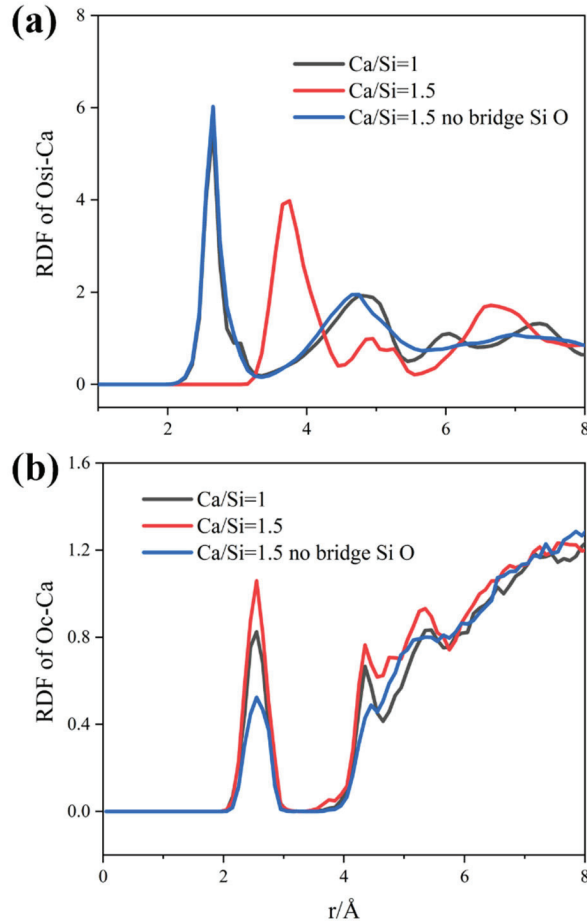 (a)
8
6
4
2
0
RDF of Osi-Ca
Ca/Si=1
Ca/Si=1.5
Ca/Si=1.5 no bridge Si O
2 4 6 8
(b)
1.6
1.2
0.8
0.4
0.0
RDF of Oc-Ca
Ca/Si=1
Ca/Si=1.5
Ca/Si=1.5 no bridge Si O
0 2 4 6 8
r/Å